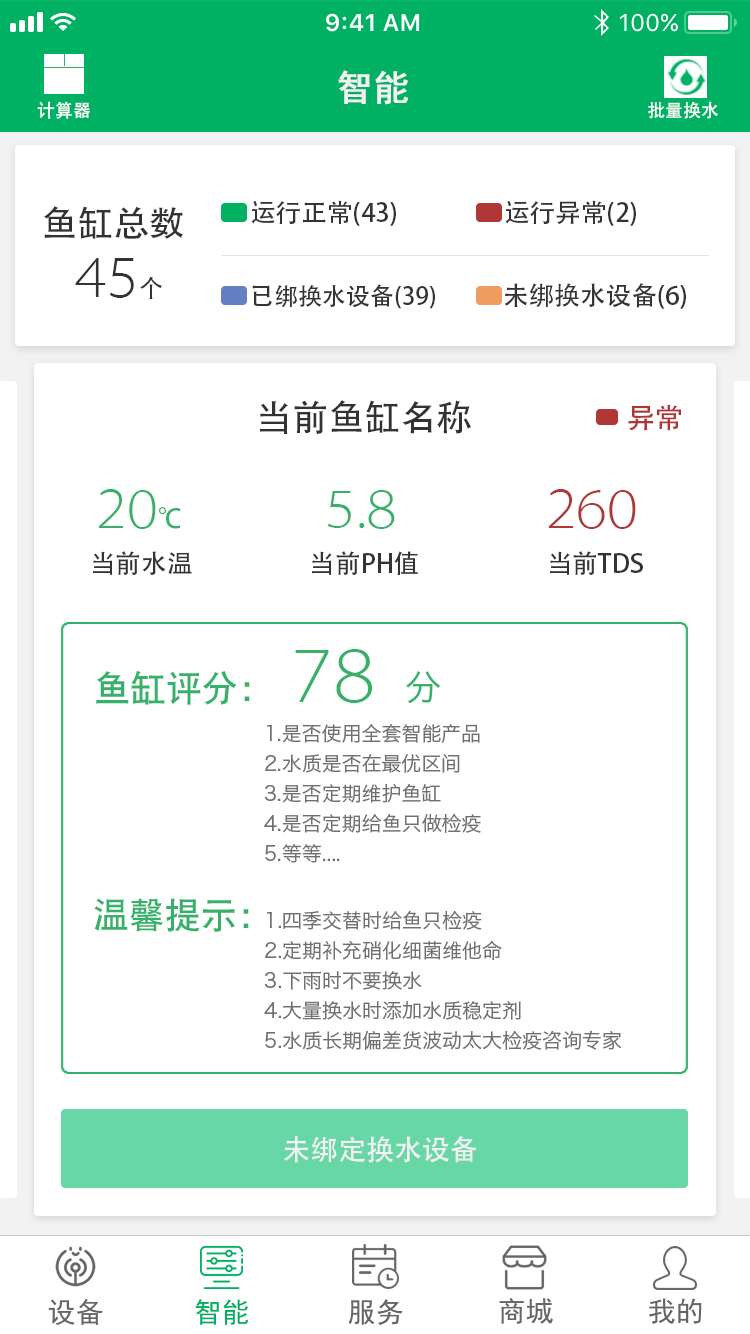 9:41 AM
100%
计算器
智能
批量换水
鱼缸总数
45个
运行正常(43)
运行异常(2)
已绑换水设备(39)
未绑换水设备(6)
当前鱼缸名称
异常
20℃
5.8
260
当前水温
当前PH值
当前TDS
鱼缸评分：
78 分
1.是否使用全套智能产品
2.水质是否在最优区间
3.是否定期维护鱼缸
4.是否定期给鱼只做检疫
5.等等....
温馨提示：
1.四季交替时给鱼只检疫
2.定期补充硝化细菌维他命
3.下雨时不要换水
4.大量换水时添加水质稳定剂
5.水质长期偏差货波动太大检疫咨询专家
未绑定换水设备
设备
智能
服务
商城
我的